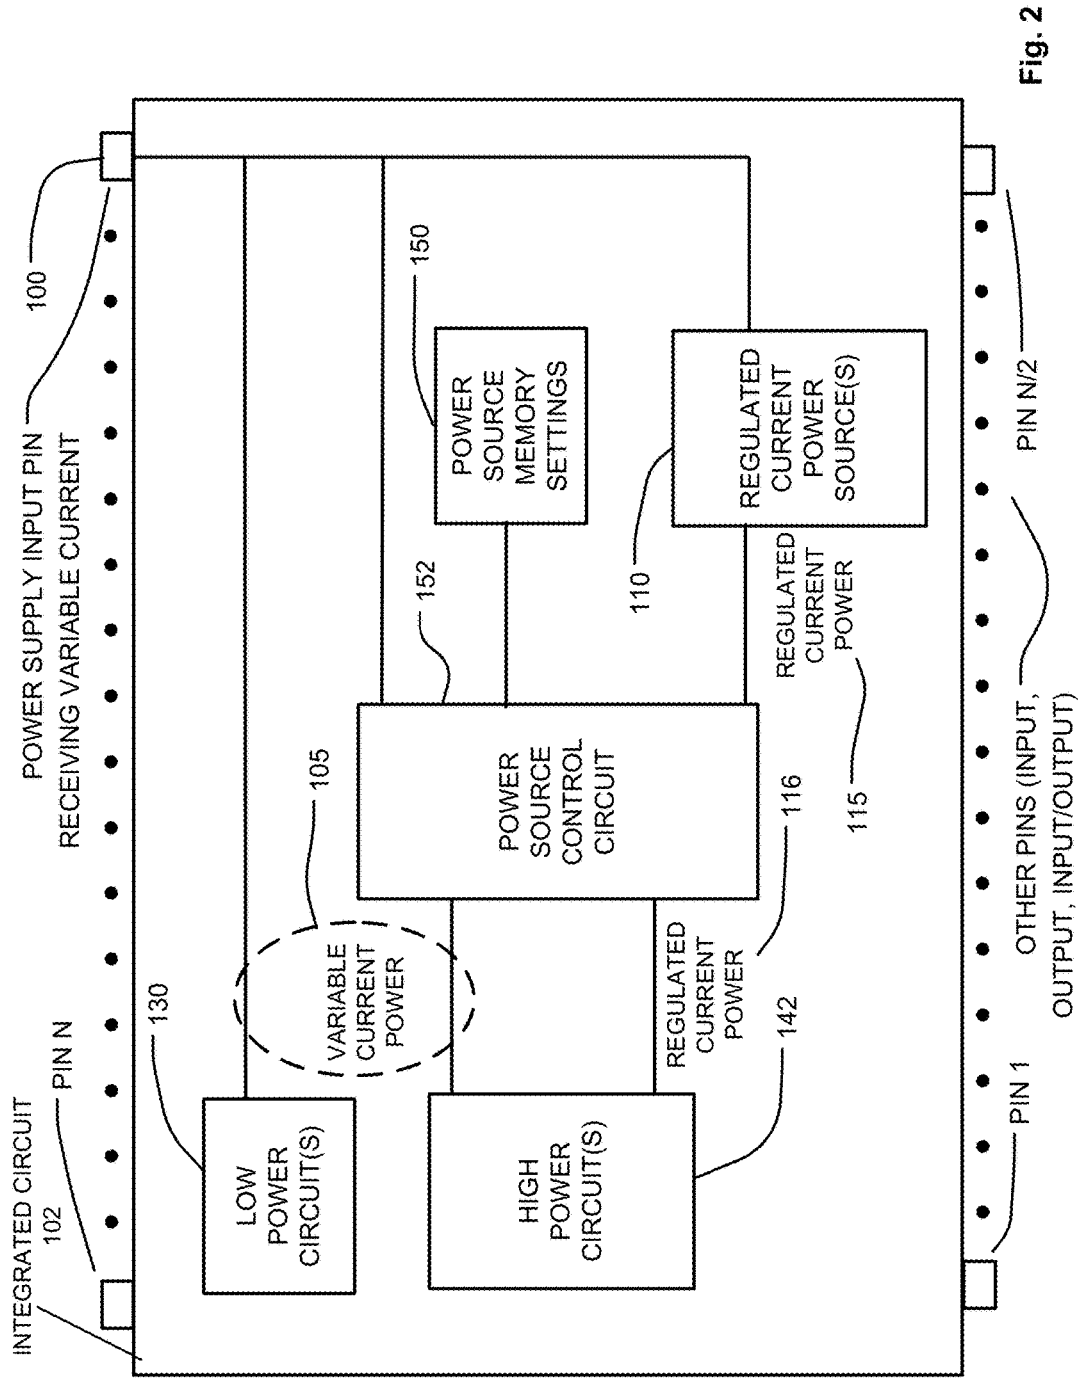 INTEGRATED CIRCUIT
102
PIN N
POWER SUPPLY INPUT PIN
RECEIVING VARIABLE CURRENT
100
130
LOW
POWER
CIRCUIT(S)
105
VARIABLE
CURRENT
POWER
152
POWER
SOURCE
CONTROL
CIRCUIT
150
POWER
SOURCE
MEMORY
SETTINGS
HIGH
POWER
CIRCUIT(S)
142
REGULATED
CURRENT
POWER
116
110
REGULATED
CURRENT
POWER
SOURCE(S)
REGULATED
CURRENT
POWER
115
PIN 1
OTHER PINS (INPUT,
OUTPUT, INPUT/OUTPUT)
PIN N/2
Fig. 2